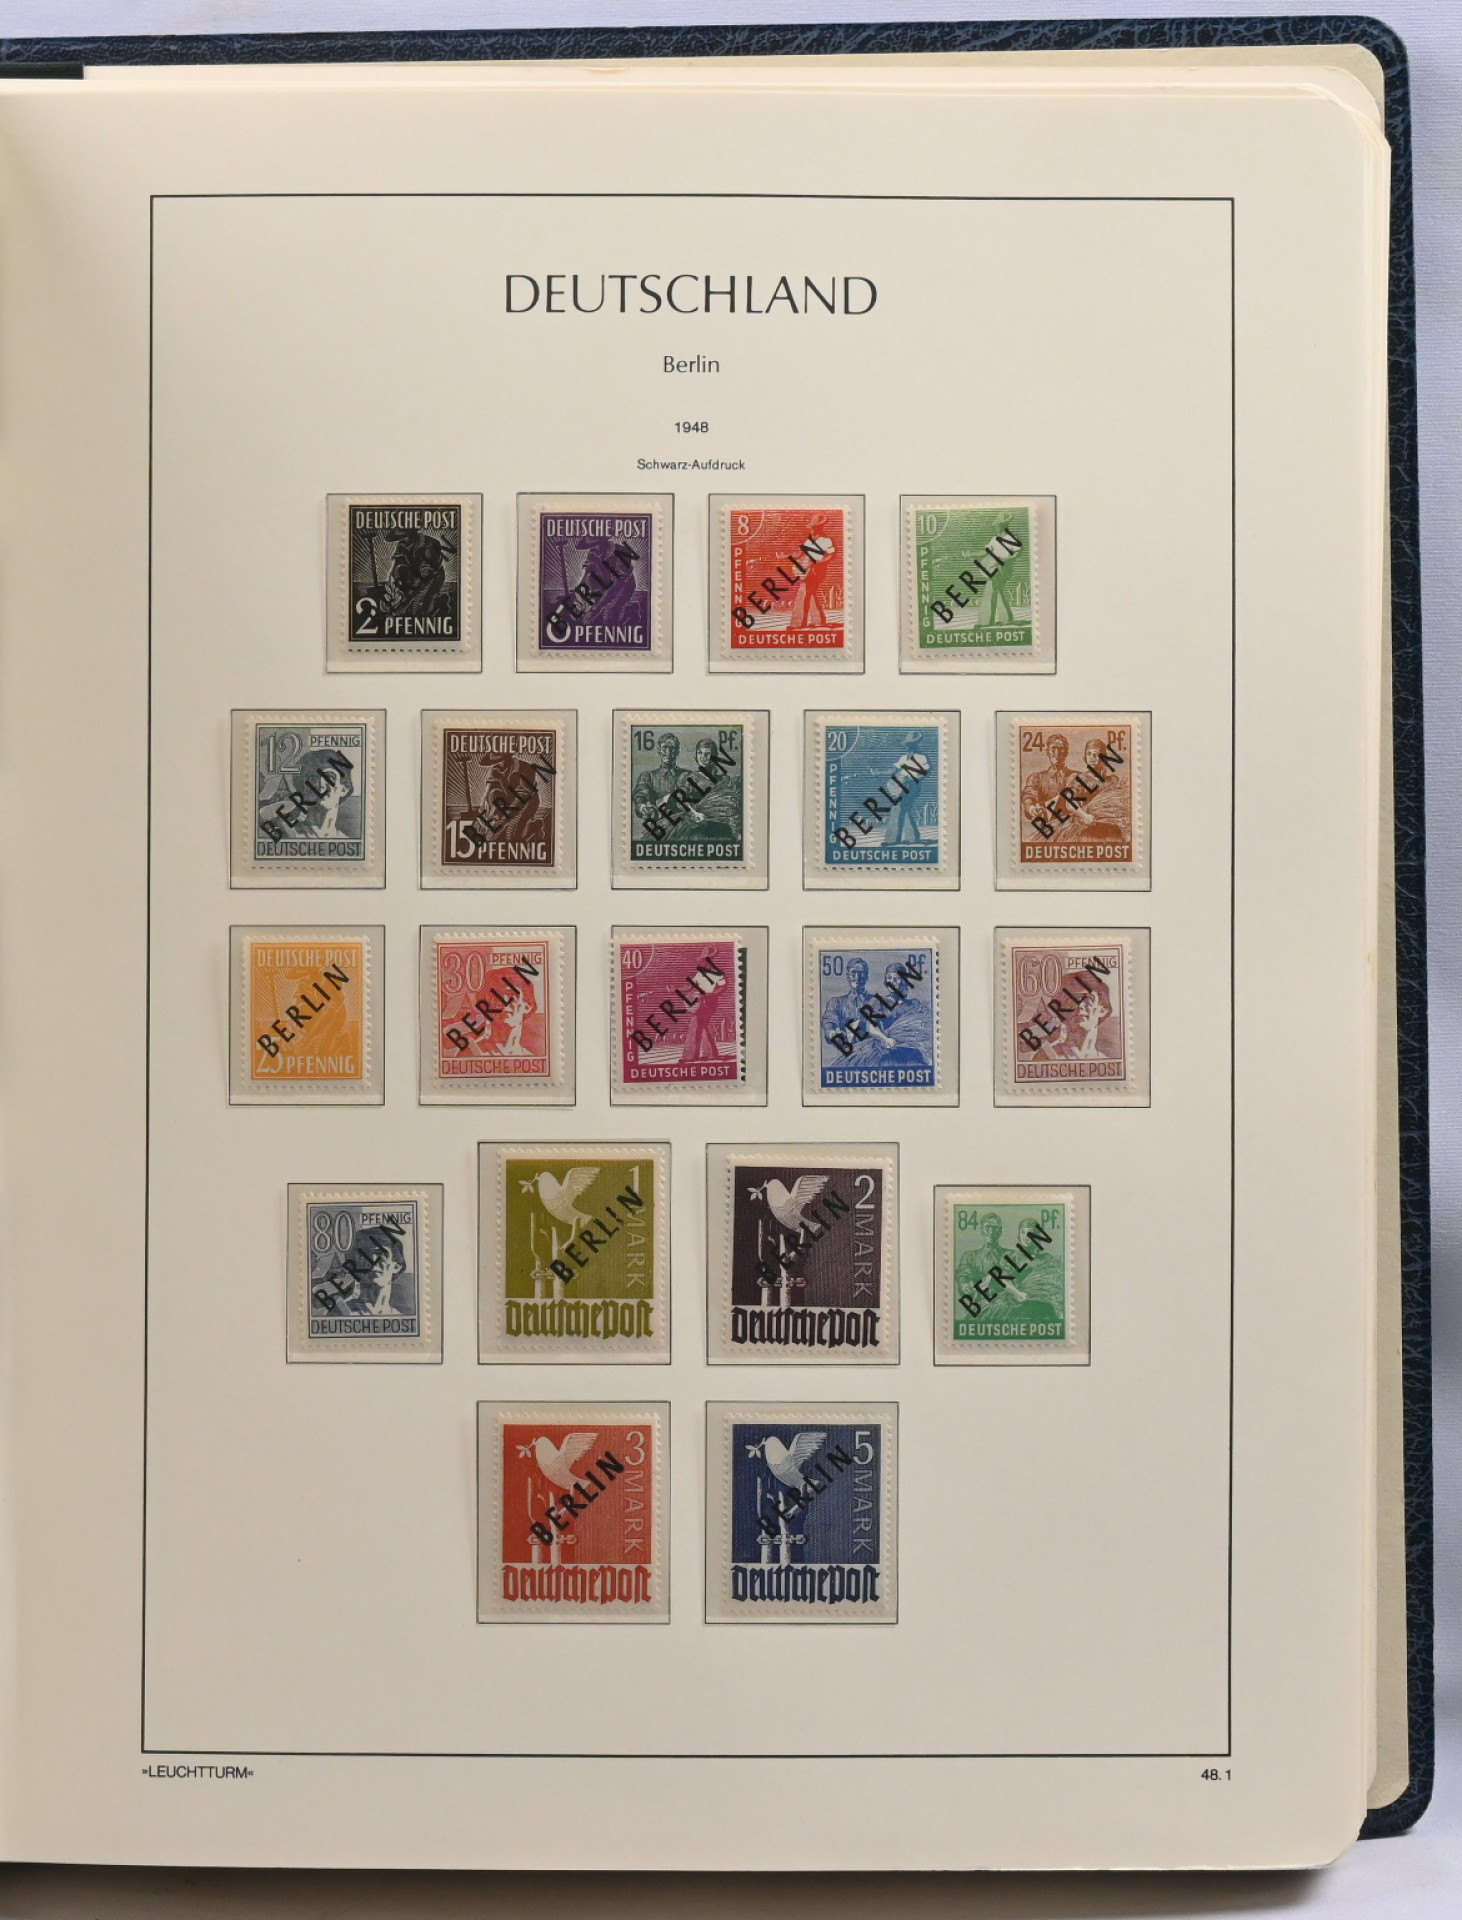 DEUTSCHLAND
Berlin
1948
Schwarz-Aufdruck
DEUTSCHE POST
BERLIN
2 PFENNIG
DEUTSCHE POST
BERLIN
6 PFENNIG
8
PFENNIG
BERLIN
DEUTSCHE POST
10
PFENNIG
BERLIN
DEUTSCHE POST
12 PFENNIG
BERLIN
DEUTSCHE POST
DEUTSCHE POST
BERLIN
15 PFENNIG
16 Pf.
BERLIN
DEUTSCHE POST
20
PFENNIG
BERLIN
DEUTSCHE POST
24 Pf.
BERLIN
DEUTSCHE POST
DEUTSCHE POST
BERLIN
25 PFENNIG
30 PFENNIG
BERLIN
DEUTSCHE POST
40
PFENNIG
BERLIN
DEUTSCHE POST
50 Pf.
BERLIN
DEUTSCHE POST
60 PFENNIG
BERLIN
DEUTSCHE POST
80 PFENNIG
BERLIN
DEUTSCHE POST
1 MARK
BERLIN
deutsche post
2 MARK
BERLIN
deutsche post
84 Pf.
BERLIN
DEUTSCHE POST
3 MARK
BERLIN
deutsche post
5 MARK
BERLIN
deutsche post
»LEUCHTTURM«
48.1